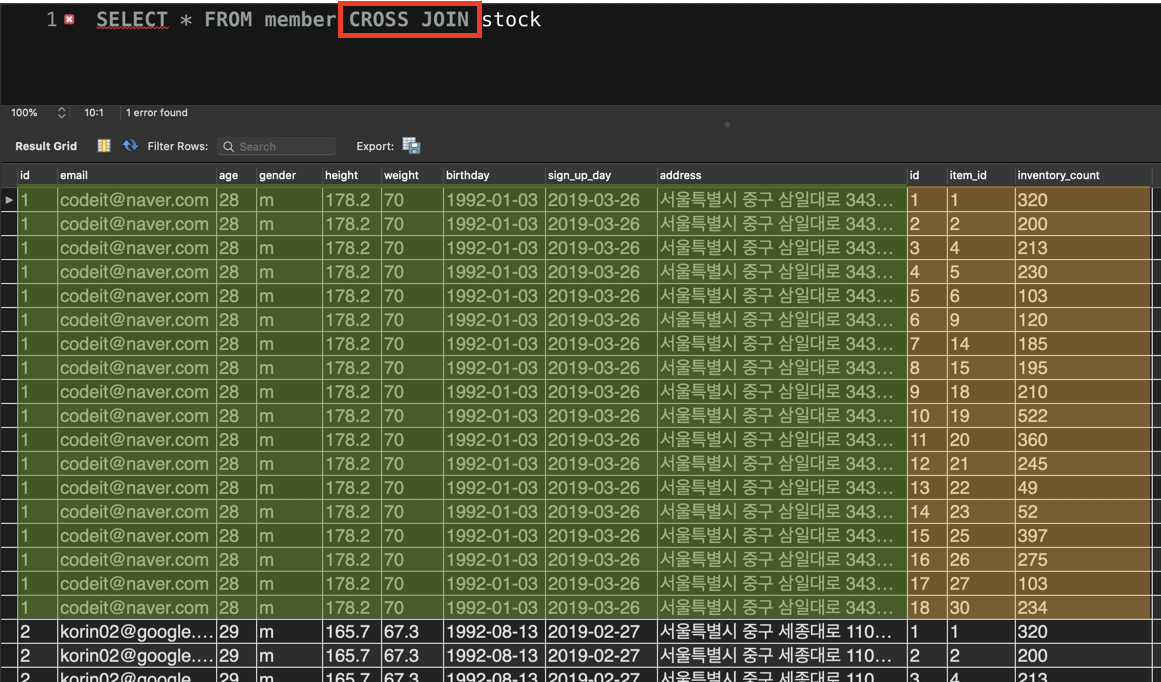 1 SELECT * FROM member CROSS JOIN stock
100% 10:1 1 error found
Result Grid Filter Rows: Search Export:
id email age gender height weight birthday sign_up_day address id item_id inventory_count
1 codeit@naver.com 28 m 178.2 70 1992-01-03 2019-03-26 서울특별시 중구 삼일대로 343... 1 1 320
1 codeit@naver.com 28 m 178.2 70 1992-01-03 2019-03-26 서울특별시 중구 삼일대로 343... 2 2 200
1 codeit@naver.com 28 m 178.2 70 1992-01-03 2019-03-26 서울특별시 중구 삼일대로 343... 3 4 213
1 codeit@naver.com 28 m 178.2 70 1992-01-03 2019-03-26 서울특별시 중구 삼일대로 343... 4 5 230
1 codeit@naver.com 28 m 178.2 70 1992-01-03 2019-03-26 서울특별시 중구 삼일대로 343... 5 6 103
1 codeit@naver.com 28 m 178.2 70 1992-01-03 2019-03-26 서울특별시 중구 삼일대로 343... 6 9 120
1 codeit@naver.com 28 m 178.2 70 1992-01-03 2019-03-26 서울특별시 중구 삼일대로 343... 7 14 185
1 codeit@naver.com 28 m 178.2 70 1992-01-03 2019-03-26 서울특별시 중구 삼일대로 343... 8 15 195
1 codeit@naver.com 28 m 178.2 70 1992-01-03 2019-03-26 서울특별시 중구 삼일대로 343... 9 18 210
1 codeit@naver.com 28 m 178.2 70 1992-01-03 2019-03-26 서울특별시 중구 삼일대로 343... 10 19 522
1 codeit@naver.com 28 m 178.2 70 1992-01-03 2019-03-26 서울특별시 중구 삼일대로 343... 11 20 360
1 codeit@naver.com 28 m 178.2 70 1992-01-03 2019-03-26 서울특별시 중구 삼일대로 343... 12 21 245
1 codeit@naver.com 28 m 178.2 70 1992-01-03 2019-03-26 서울특별시 중구 삼일대로 343... 13 22 49
1 codeit@naver.com 28 m 178.2 70 1992-01-03 2019-03-26 서울특별시 중구 삼일대로 343... 14 23 52
1 codeit@naver.com 28 m 178.2 70 1992-01-03 2019-03-26 서울특별시 중구 삼일대로 343... 15 25 397
1 codeit@naver.com 28 m 178.2 70 1992-01-03 2019-03-26 서울특별시 중구 삼일대로 343... 16 26 275
1 codeit@naver.com 28 m 178.2 70 1992-01-03 2019-03-26 서울특별시 중구 삼일대로 343... 17 27 103
1 codeit@naver.com 28 m 178.2 70 1992-01-03 2019-03-26 서울특별시 중구 삼일대로 343... 18 30 234
2 korin02@google.... 29 m 165.7 67.3 1992-08-13 2019-02-27 서울특별시 중구 세종대로 110... 1 1 320
2 korin02@google.... 29 m 165.7 67.3 1992-08-13 2019-02-27 서울특별시 중구 세종대로 110... 2 2 200
2 korin02@google.... 29 m 165.7 67.3 1992-08-13 2019-02-27 서울특별시 중구 세종대로 110... 3 4 213